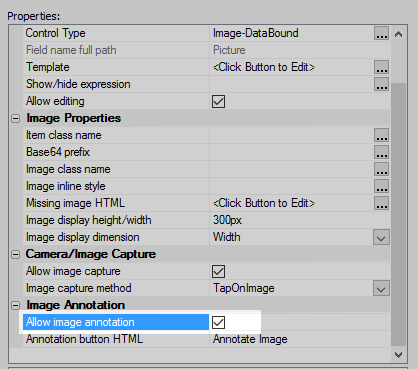 Properties:
Control Type Image-DataBound ...
Field name full path Picture
Template <Click Button to Edit> ...
Show/hide expression ...
Allow editing
Image Properties
Item class name ...
Base64 prefix ...
Image class name ...
Image inline style ...
Missing image HTML <Click Button to Edit> ...
Image display height/width 300px
Image display dimension Width
Camera/Image Capture
Allow image capture
Image capture method TapOnImage
Image Annotation
Allow image annotation
Annotation button HTML Annotate Image